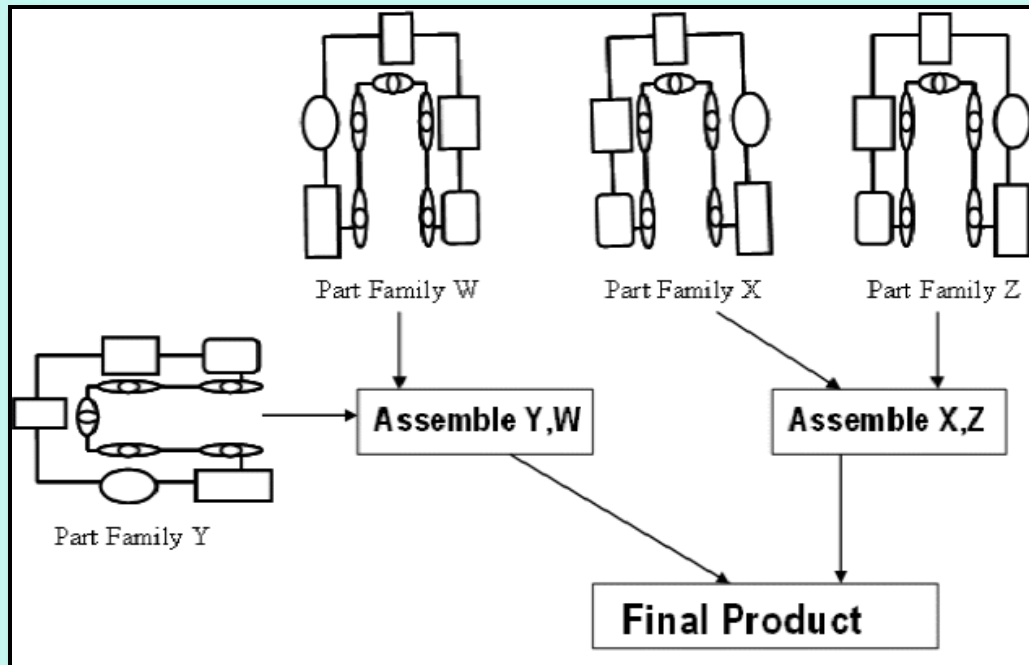 Part Family W
Part Family X
Part Family Z
Assemble Y,W
Assemble X,Z
Part Family Y
Final Product